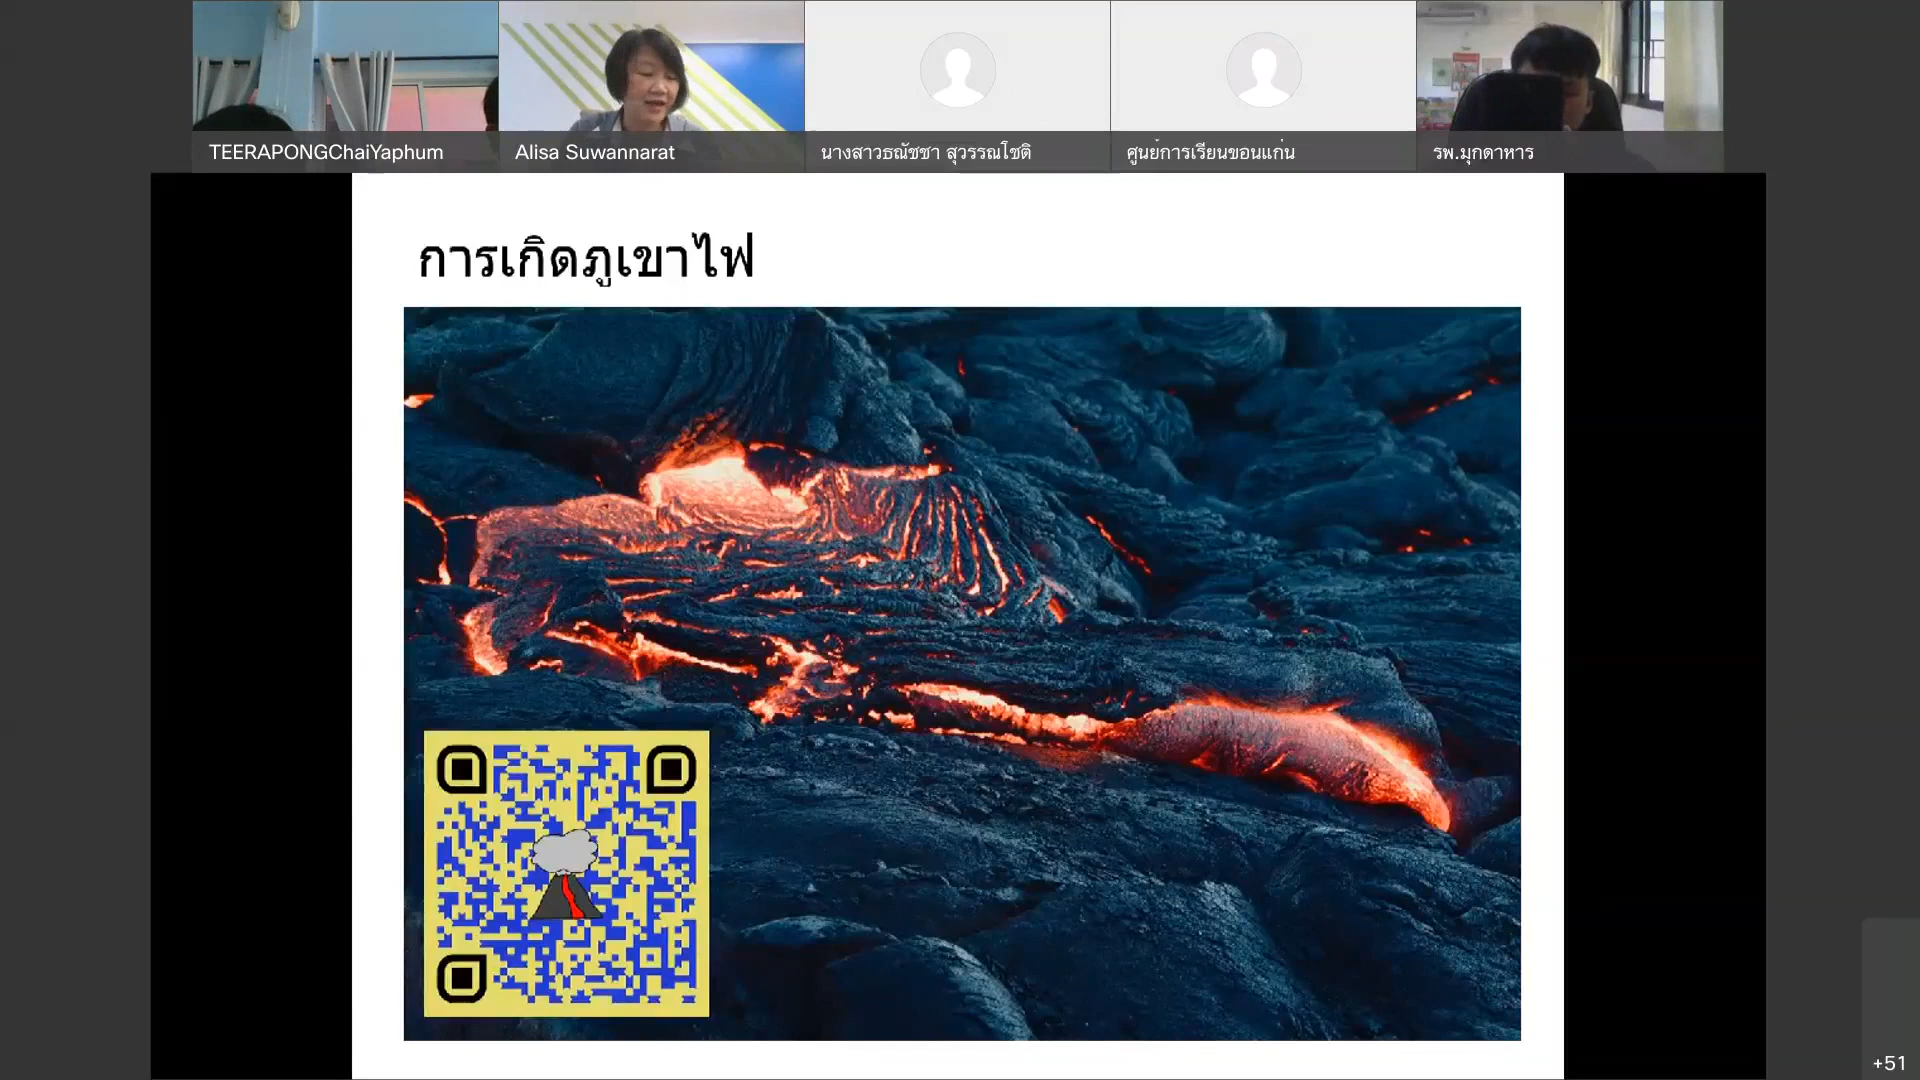 TEERAPONGChaiYaphum
Alisa Suwannarat
นางสาวธณัชชา สุวรรณโชติ
ศูนย์การเรียนขอนแก่น
รพ.มุกดาหาร
การเกิดภูเขาไฟ
+51